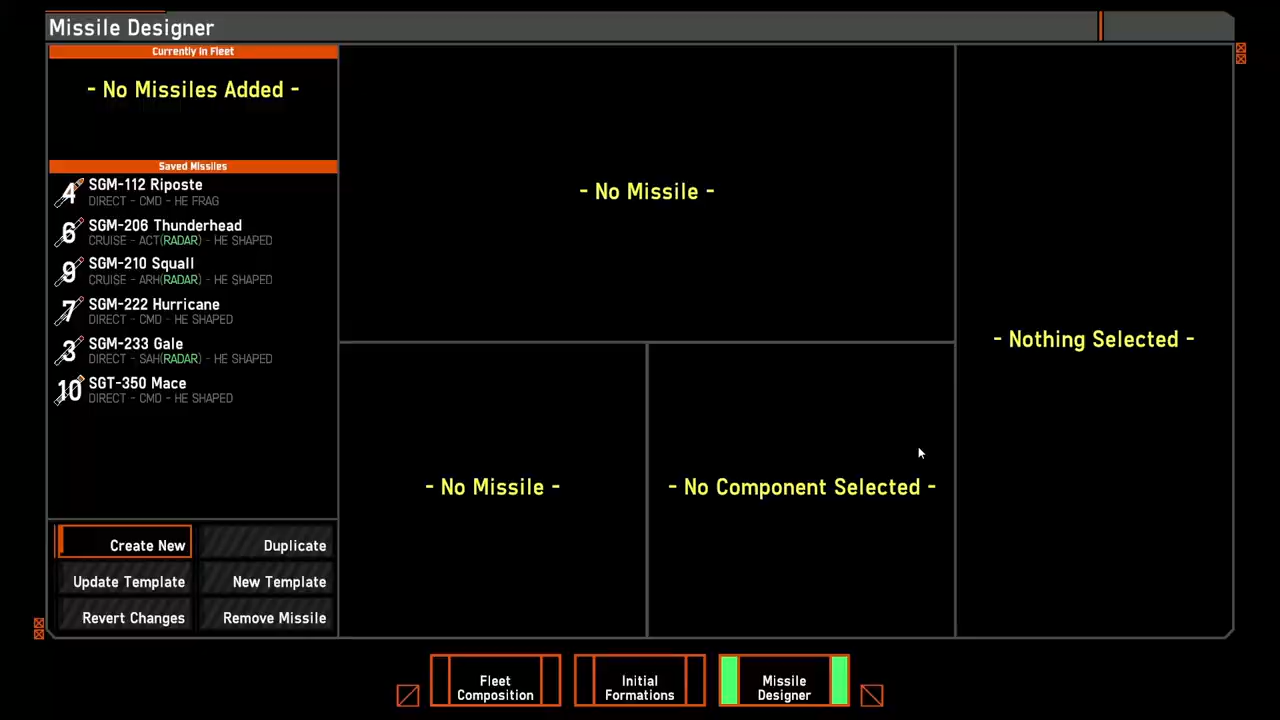 Missile Designer
Currently In Fleet
- No Missiles Added -
Saved Missiles
4 SGM-112 Riposte
DIRECT - CMD - HE FRAG
6 SGM-206 Thunderhead
CRUISE - ACT(RADAR) - HE SHAPED
9 SGM-210 Squall
CRUISE - ARH(RADAR) - HE SHAPED
7 SGM-222 Hurricane
DIRECT - CMD - HE SHAPED
3 SGM-233 Gale
DIRECT - SAH(RADAR) - HE SHAPED
10 SGT-350 Mace
DIRECT - CMD - HE SHAPED
Create New
Duplicate
Update Template
New Template
Revert Changes
Remove Missile
- No Missile -
- No Missile -
- No Component Selected -
- Nothing Selected -
Fleet
Composition
Initial
Formations
Missile
Designer